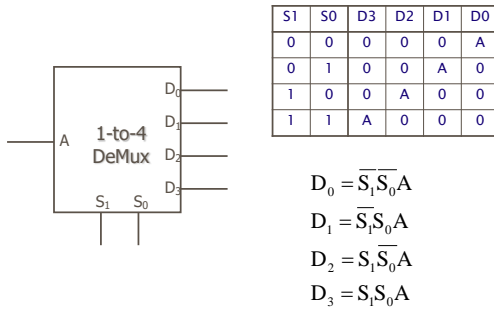 A
1-to-4
DeMux
D₀
D₁
D₂
D₃
S₁ S₀
S1 S0 D3 D2 D1 D0
0 0 0 0 0 A
0 1 0 0 A 0
1 0 0 A 0 0
1 1 A 0 0 0
D₀ = S̅₁S̅₀A
D₁ = S̅₁S₀A
D₂ = S₁S̅₀A
D₃ = S₁S₀A